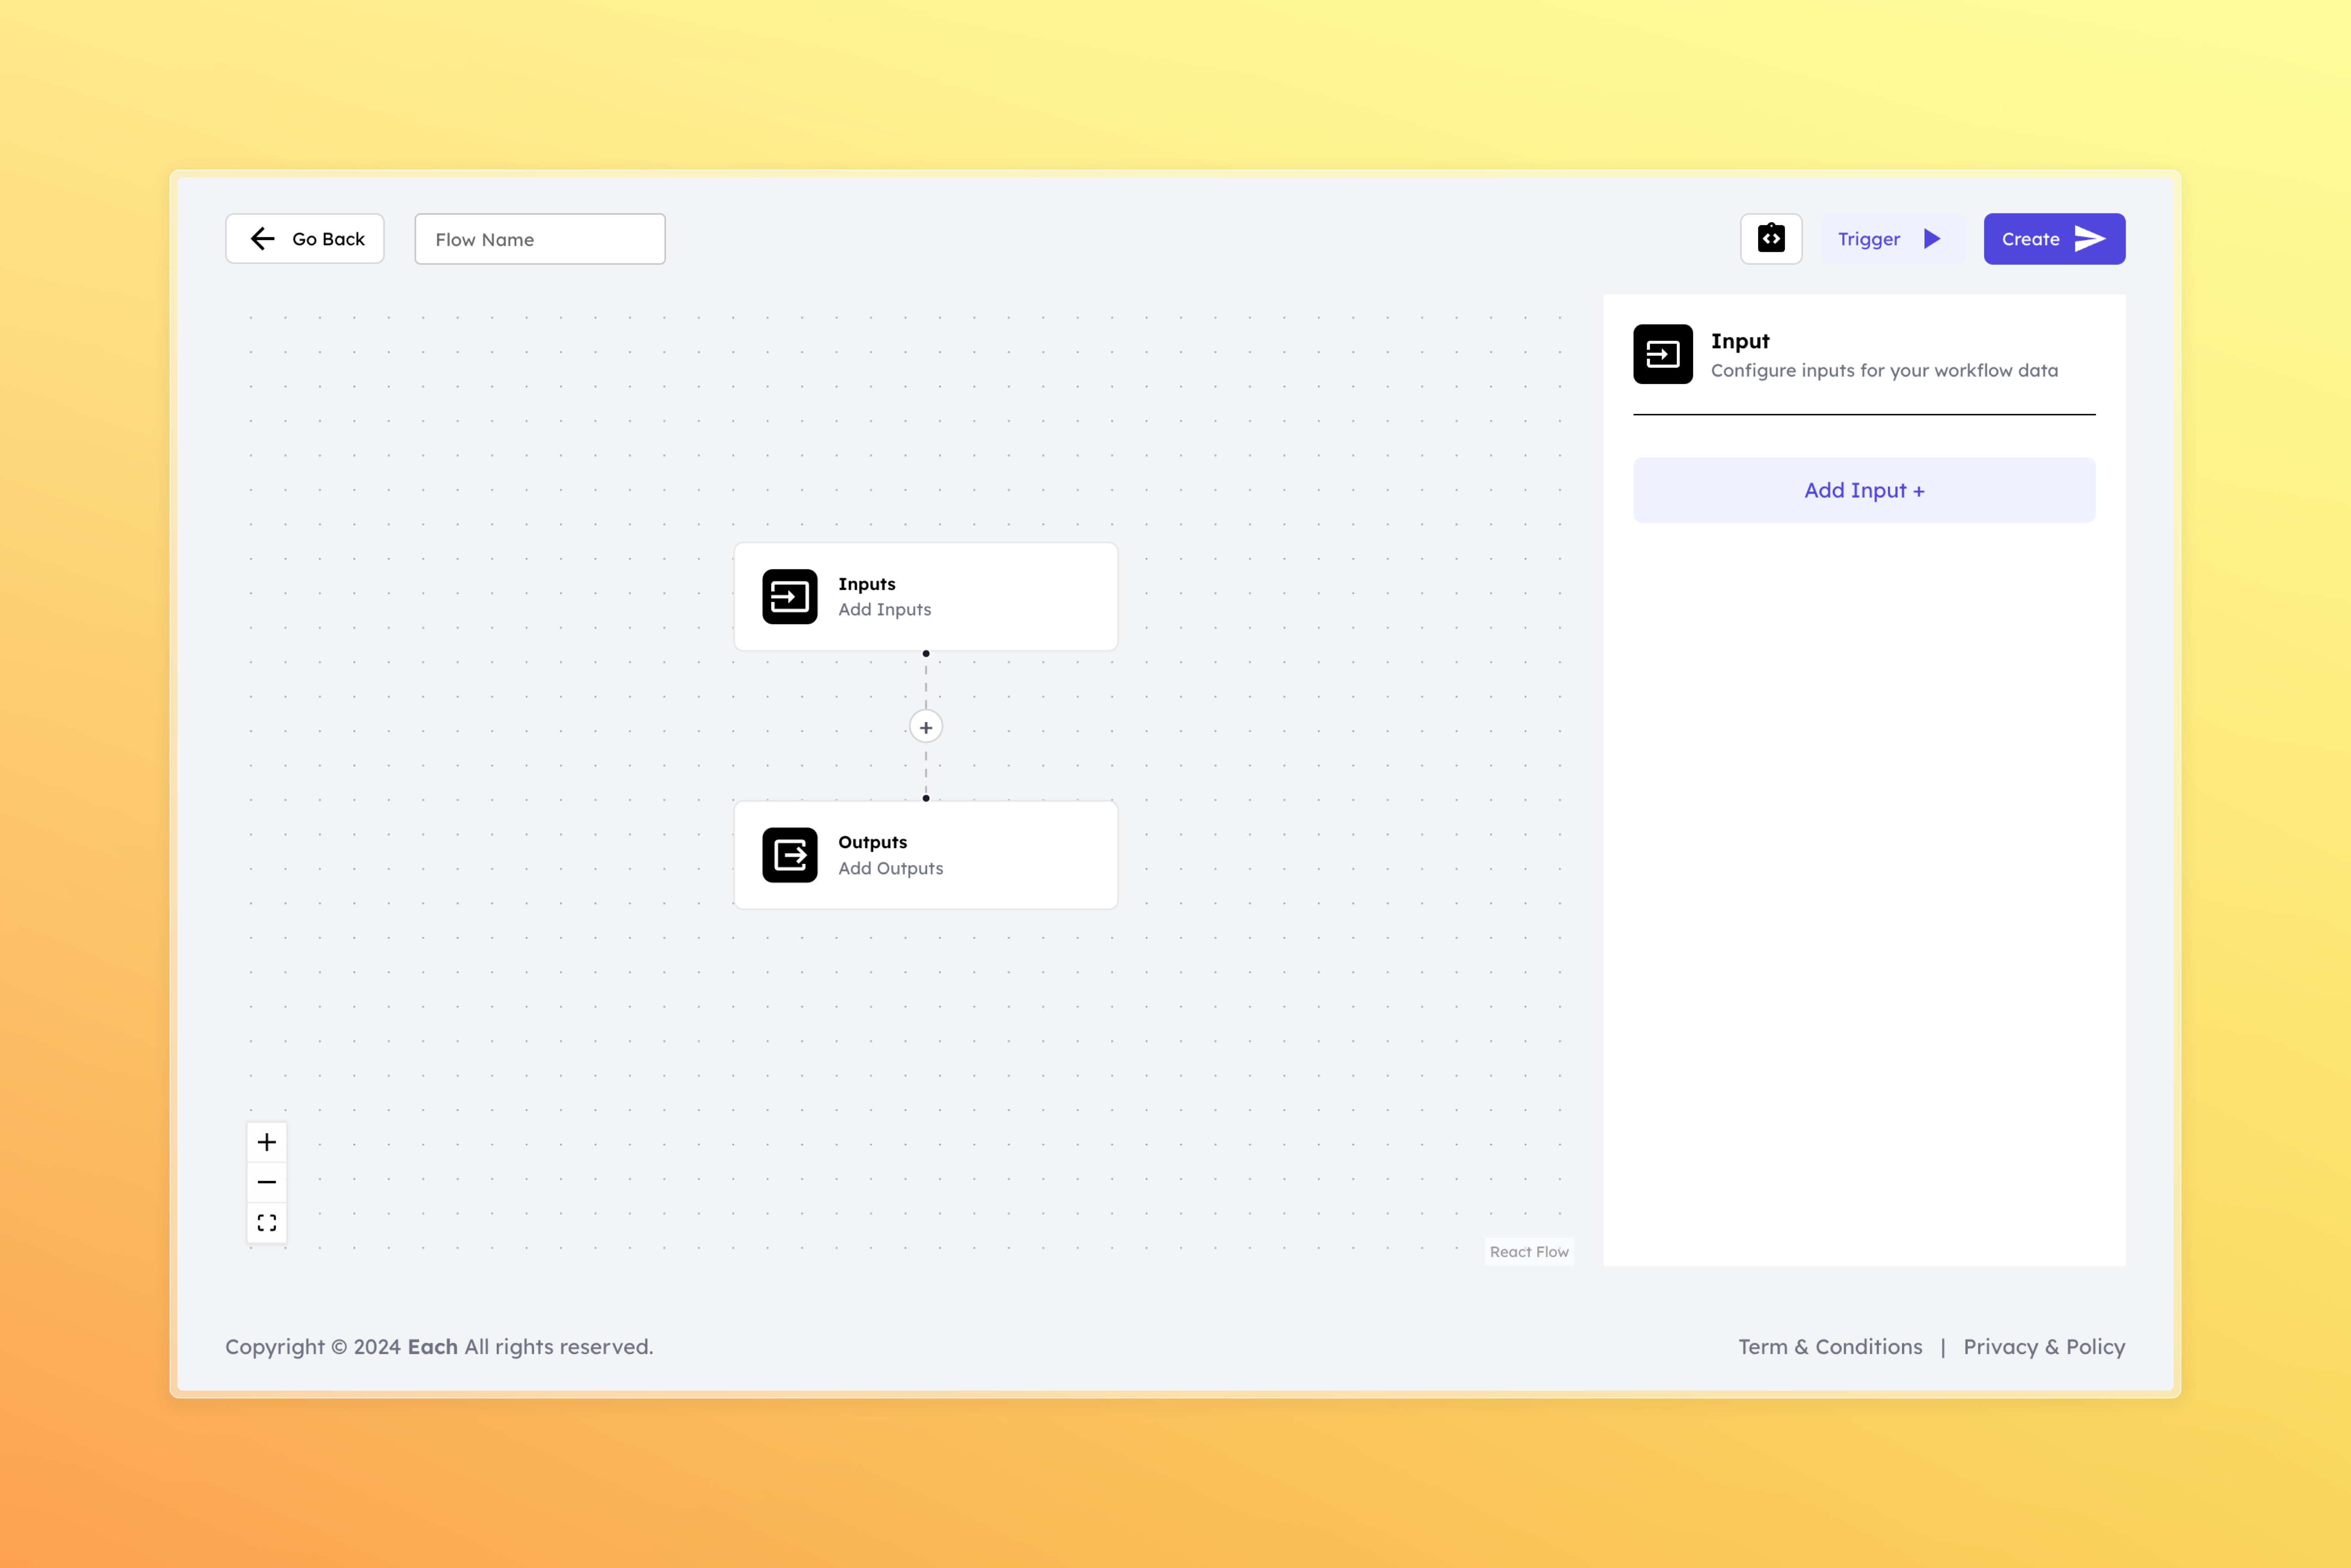 Go Back
Flow Name
Trigger
Create
Input
Configure inputs for your workflow data
Add Input +
Inputs
Add Inputs
+
Outputs
Add Outputs
React Flow
Copyright © 2024 Each All rights reserved.
Term & Conditions | Privacy & Policy